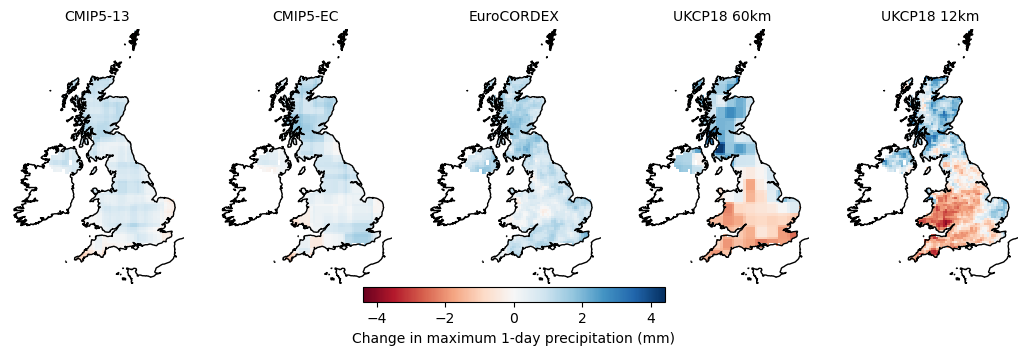 CMIP5-13 CMIP5-EC EuroCORDEX UKCP18 60km UKCP18 12km
−4 −2 0 2 4
Change in maximum 1-day precipitation (mm)